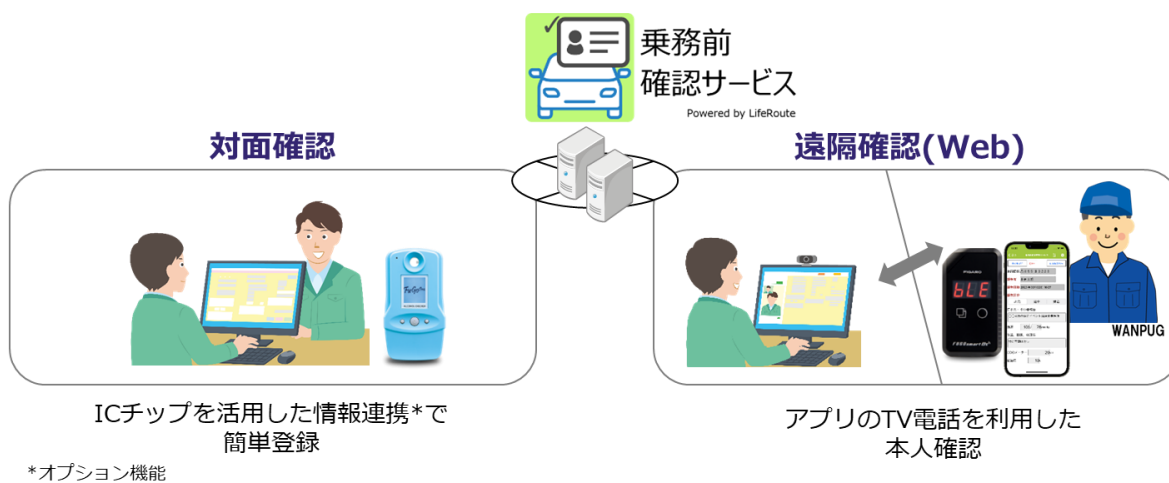 乗務前
確認サービス
Powered by LifeRoute
対面確認
遠隔確認(Web)
bLE
WANPUG
ICチップを活用した情報連携*で
簡単登録
アプリのTV電話を利用した
本人確認
*オプション機能